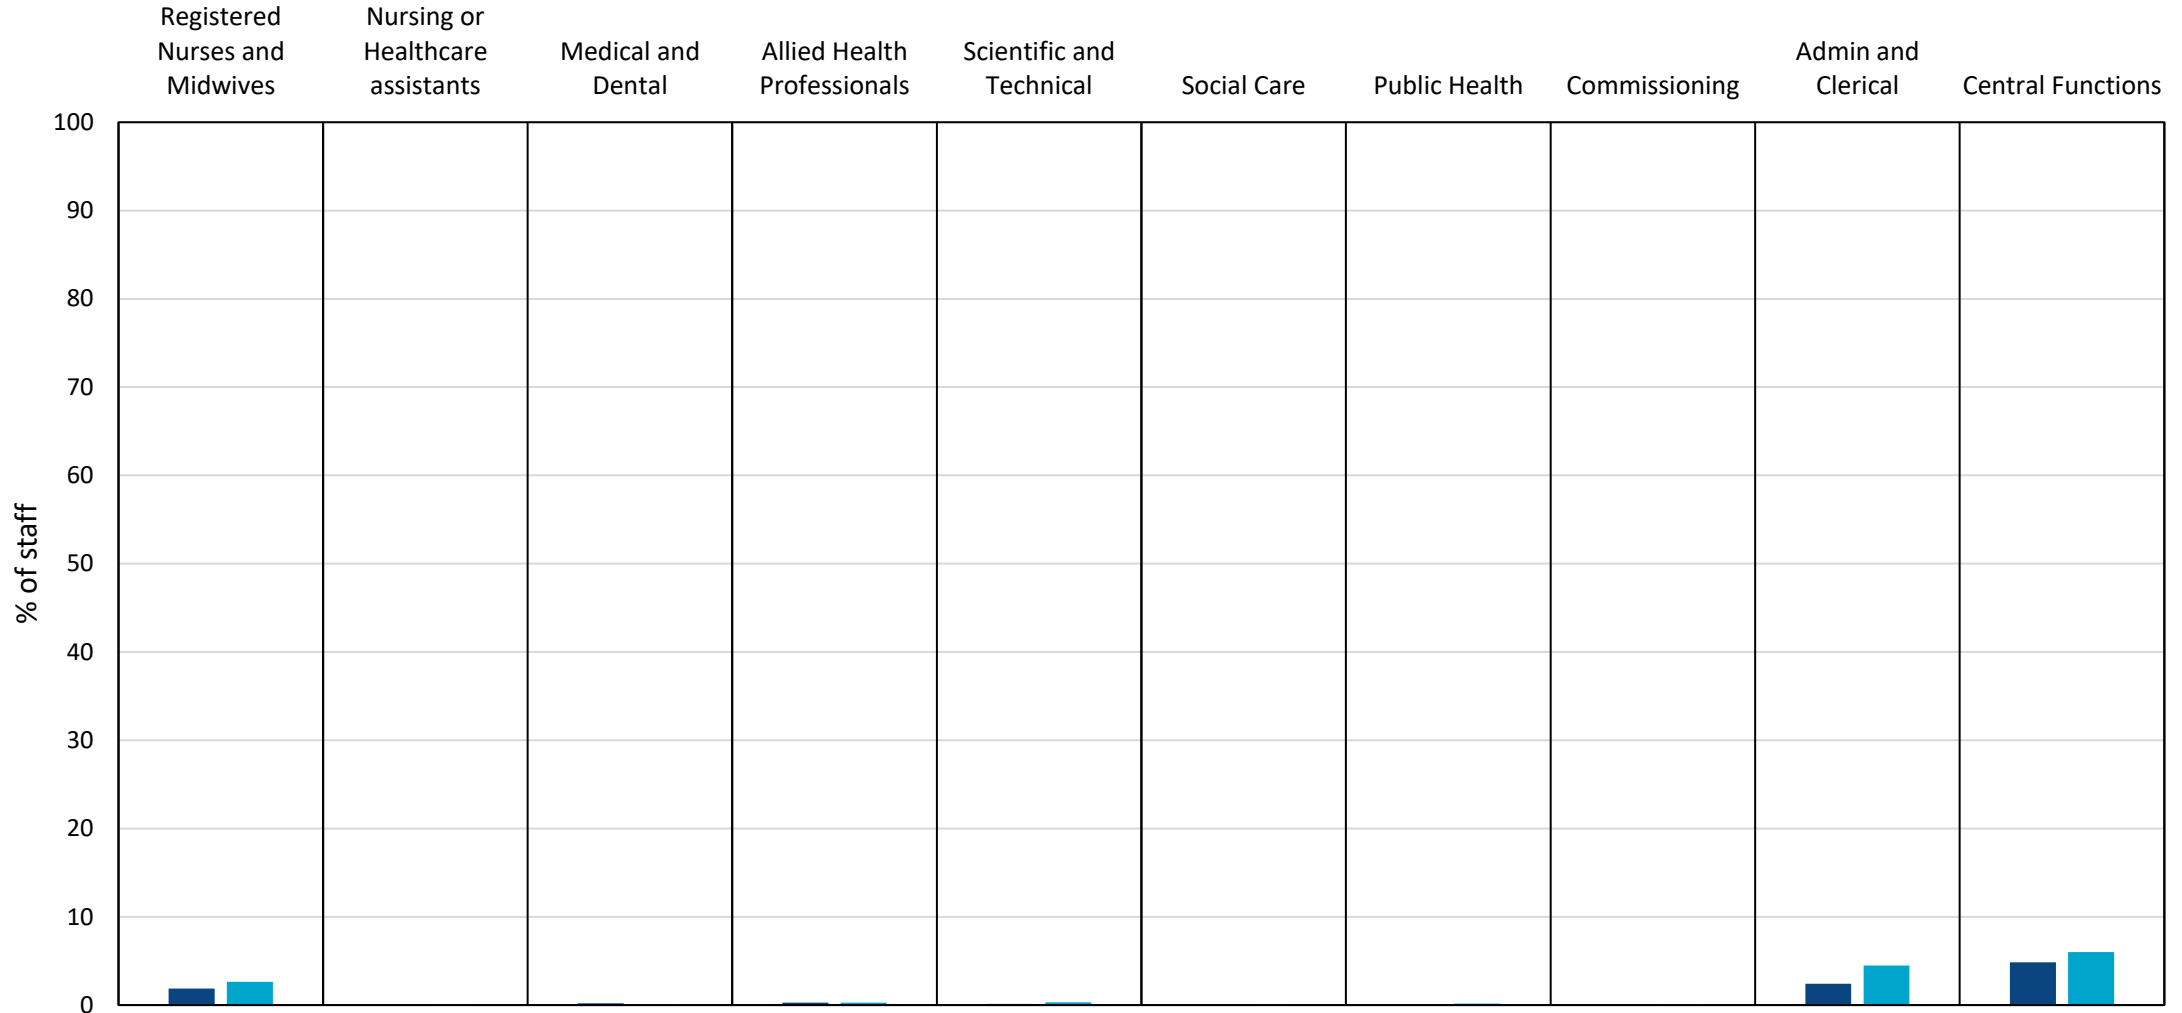 Registered
Nurses and
Midwives
Nursing or
Healthcare
assistants
Medical and
Dental
Allied Health
Professionals
Scientific and
Technical
Social Care
Public Health
Commissioning
Admin and
Clerical
Central Functions
100
90
80
70
60
50
40
30
20
10
0
% of staff